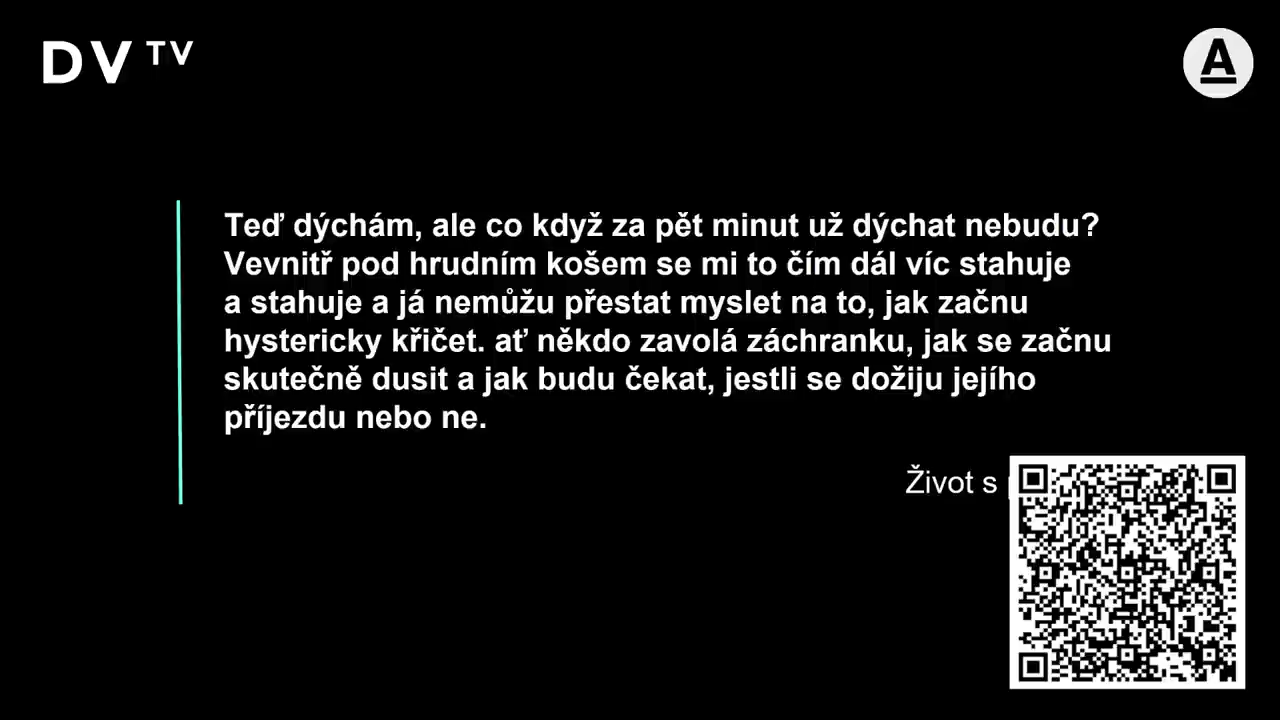 DV TV
A
Teď dýchám, ale co když za pět minut už dýchat nebudu?
Vevnitř pod hrudním košem se mi to čím dál víc stahuje
a stahuje a já nemůžu přestat myslet na to, jak začnu
hystericky křičet. ať někdo zavolá záchranku, jak se začnu
skutečně dusit a jak budu čekat, jestli se dožiju jejího
příjezdu nebo ne.
Život s